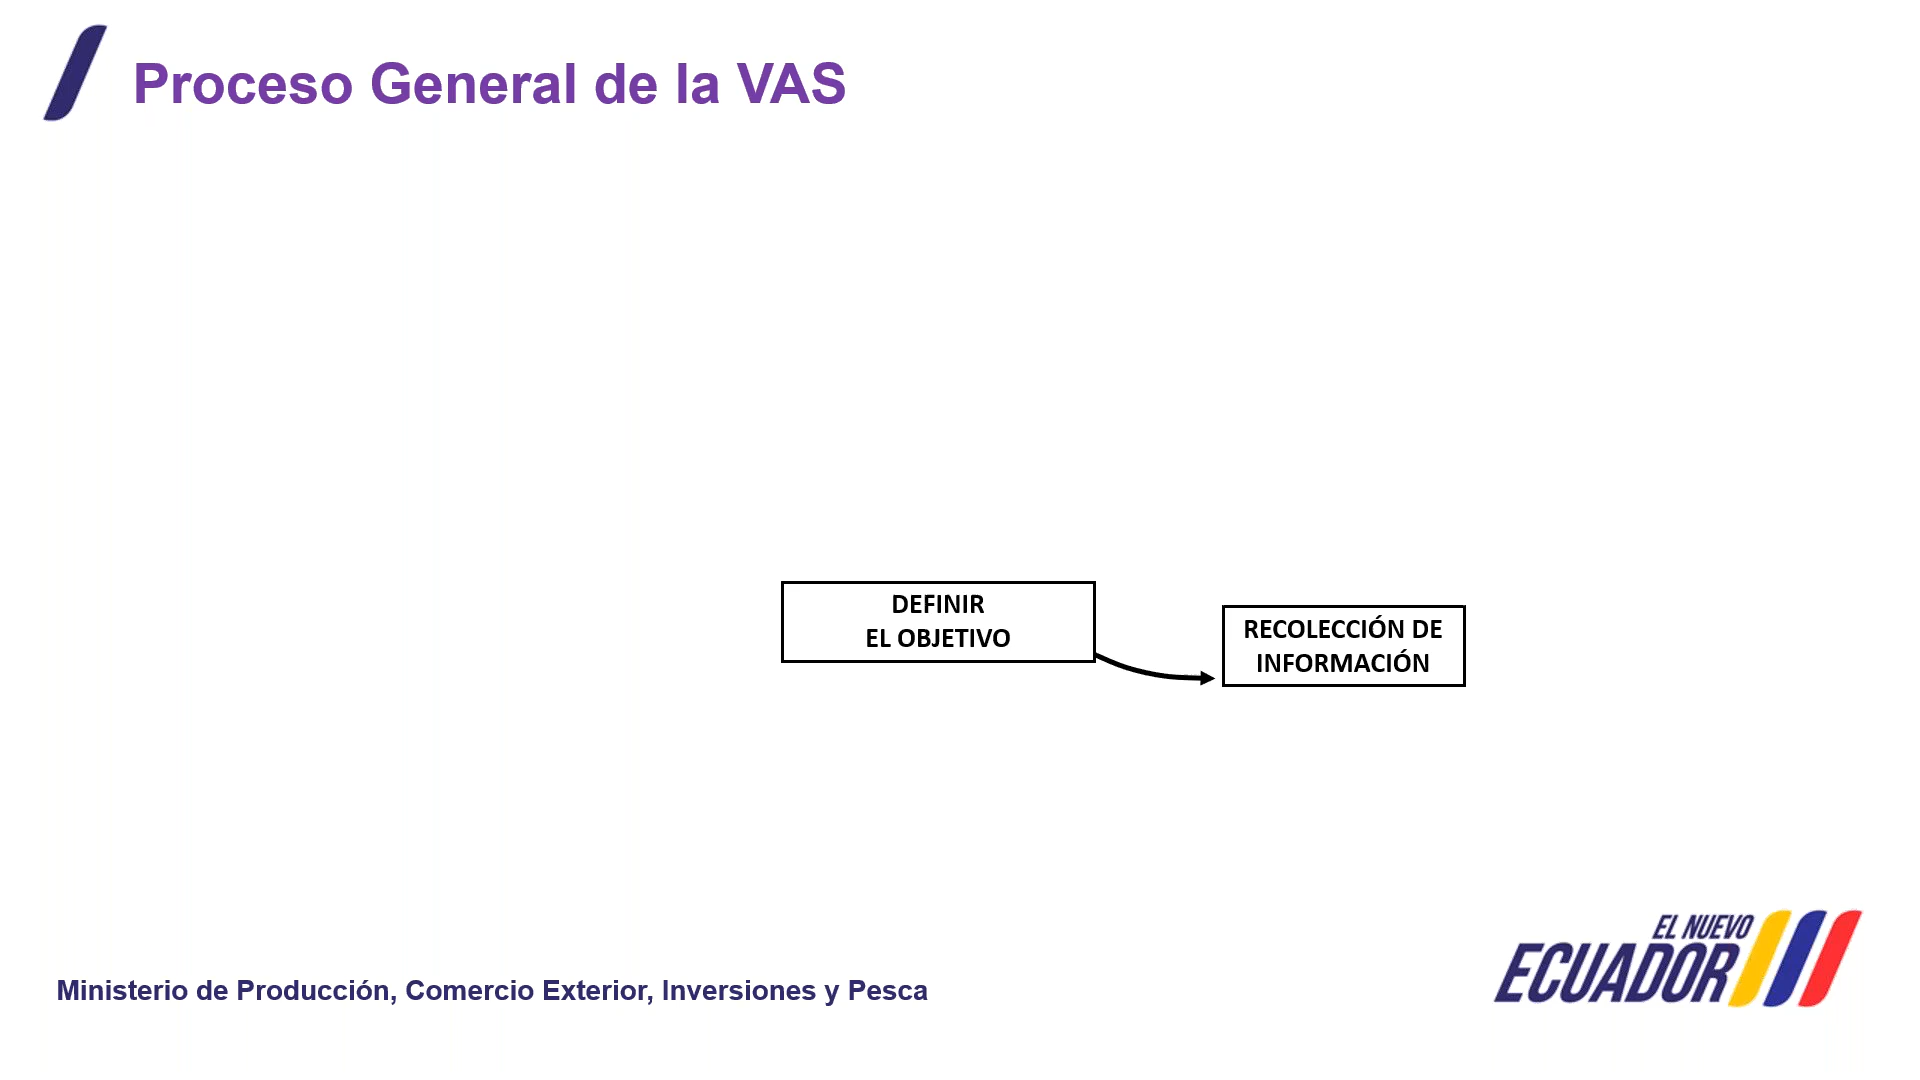 Proceso General de la VAS
DEFINIR
EL OBJETIVO
RECOLECCIÓN DE
INFORMACIÓN
EL NUEVO
ECUADOR
Ministerio de Producción, Comercio Exterior, Inversiones y Pesca